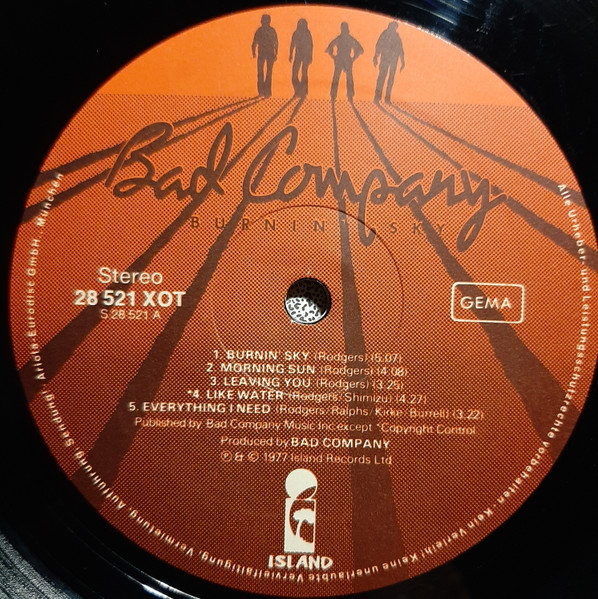 Bad Company
BURNIN' SKY
Stereo
28 521 XOT
S 28 521 A
GEMA
1. BURNIN' SKY (Rodgers) (5.07)
2. MORNING SUN (Rodgers) (4.08)
3. LEAVING YOU (Rodgers) (3.25)
*4. LIKE WATER (Rodgers/Shimizu) (4.27)
5. EVERYTHING I NEED (Rodgers/Ralphs/Kirke/Burrell) (3.22)
Published by Bad Company Music Inc except *Copyright Control
Produced by BAD COMPANY
℗ & © 1977 Island Records Ltd
ISLAND
Alle Urheber- und Leistungsschutzrechte vorbehalten · Kein Verleih! Keine unerlaubte Vervielfältigung, Vermietung, Aufführung, Sendung! · Ariola-Eurodisc GmbH, München